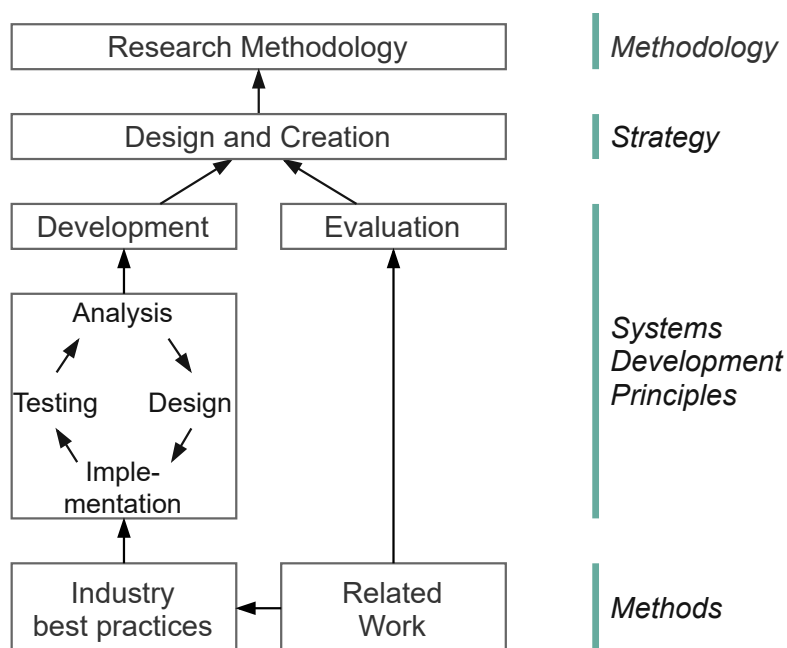 Research Methodology
Methodology
Design and Creation
Strategy
Development
Evaluation
Analysis
Testing
Design
Imple-
mentation
Systems
Development
Principles
Industry
best practices
Related
Work
Methods